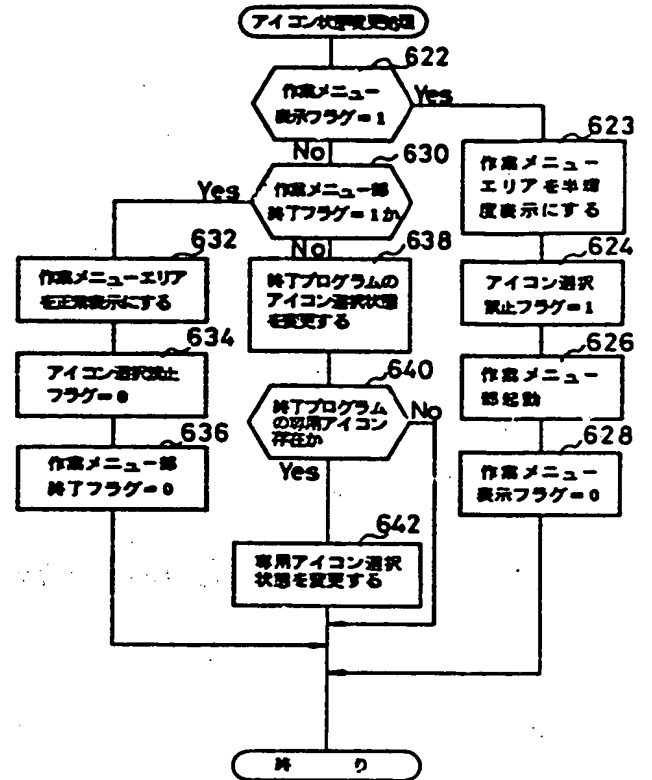 アイコン状態変更処理
622
作業メニュー
表示フラグ=1
Yes
No
630
作業メニュー部
終了フラグ=1か
Yes
No
623
作業メニュー
エリアを半輝
度表示にする
624
アイコン選択
禁止フラグ=1
626
作業メニュー
部起動
628
作業メニュー
表示フラグ=0
632
作業メニューエリア
を正常表示にする
634
アイコン選択禁止
フラグ=0
636
作業メニュー部
終了フラグ=0
638
終了プログラムの
アイコン選択状態
を変更する
640
終了プログラム
の専用アイコン
存在か
No
Yes
642
専用アイコン選択
状態を変更する
終り